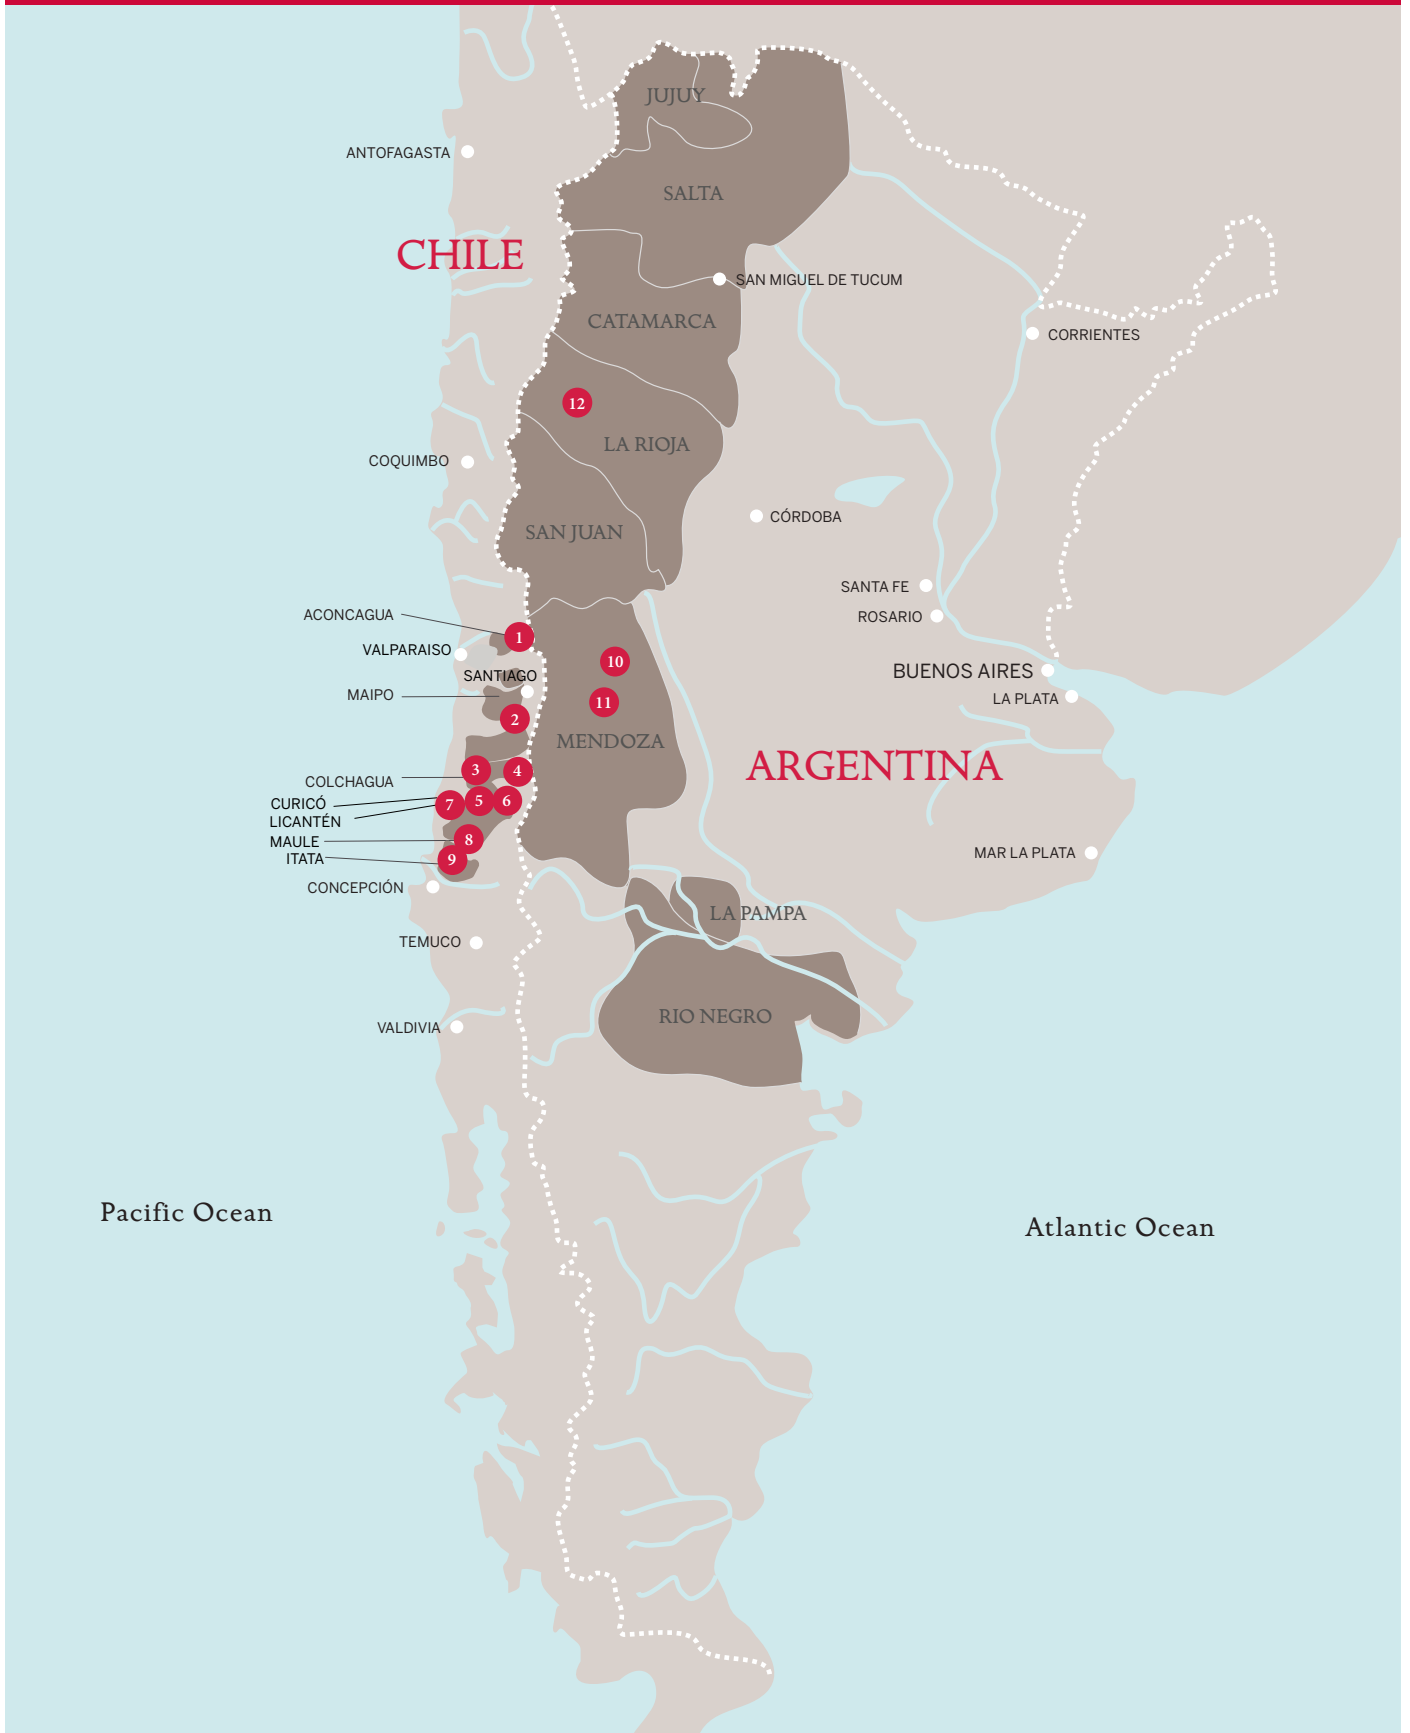 JUJUY
ANTOFAGASTA
SALTA
CHILE
SAN MIGUEL DE TUCUM
CATAMARCA
CORRIENTES
12
LA RIOJA
COQUIMBO
CÓRDOBA
SAN JUAN
SANTA FE
ACONCAGUA
ROSARIO
1
VALPARAISO
10
SANTIAGO
BUENOS AIRES
MAIPO
11
LA PLATA
2
MENDOZA
ARGENTINA
3
4
COLCHAGUA
CURICÓ
7
5
6
LICANTÉN
MAULE
8
ITATA
9
MAR LA PLATA
CONCEPCIÓN
LA PAMPA
TEMUCO
RIO NEGRO
VALDIVIA
Pacific Ocean
Atlantic Ocean